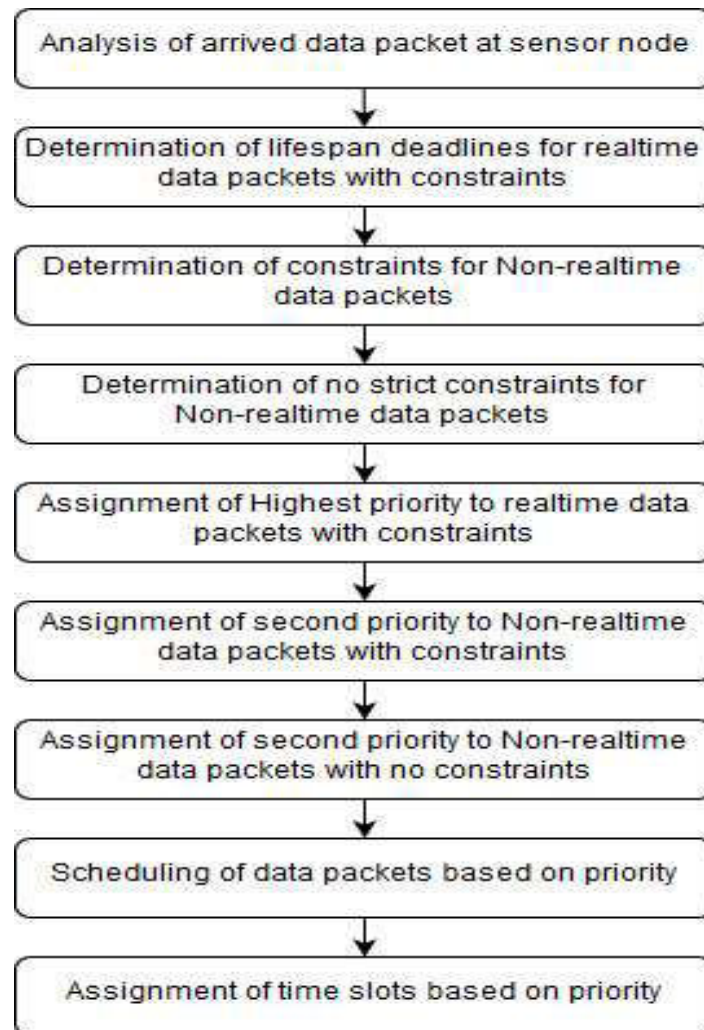 Analysis of arrived data packet at sensor node
Determination of lifespan deadlines for realtime
data packets with constraints
Determination of constraints for Non-realtime
data packets
Determination of no strict constraints for
Non-realtime data packets
Assignment of Highest priority to realtime data
packets with constraints
Assignment of second priority to Non-realtime
data packets with constraints
Assignment of second priority to Non-realtime
data packets with no constraints
Scheduling of data packets based on priority
Assignment of time slots based on priority